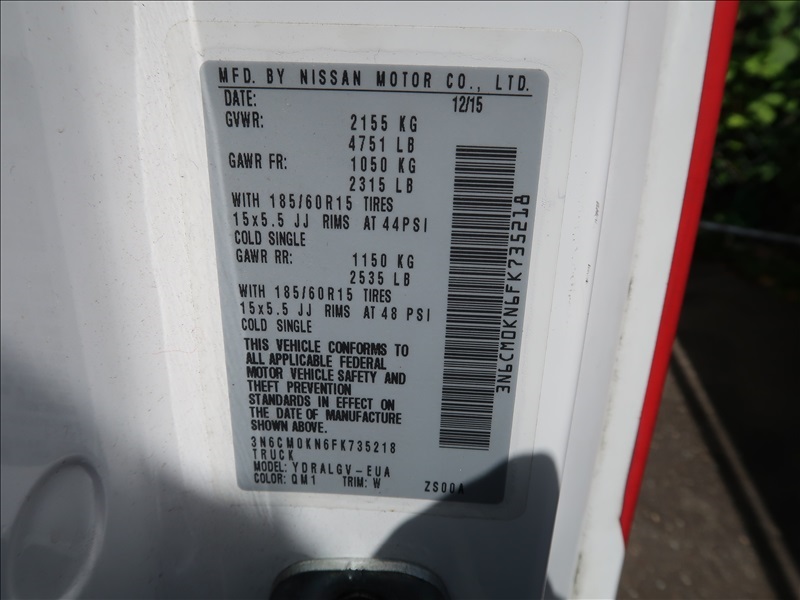 MFD. BY NISSAN MOTOR CO., LTD.
DATE: 12/15
GVWR: 2155 KG
4751 LB
GAWR FR: 1050 KG
2315 LB
WITH 185/60R15 TIRES
15x5.5 JJ RIMS AT 44PSI
COLD SINGLE
GAWR RR: 1150 KG
2535 LB
WITH 185/60R15 TIRES
15x5.5 JJ RIMS AT 48 PSI
COLD SINGLE
THIS VEHICLE CONFORMS TO
ALL APPLICABLE FEDERAL
MOTOR VEHICLE SAFETY AND
THEFT PREVENTION
STANDARDS IN EFFECT ON
THE DATE OF MANUFACTURE
SHOWN ABOVE.
3N6CM0KN6FK735218
TRUCK
MODEL: YDRALGV-EUA
COLOR: QM1 TRIM: W ZS00A
3N6CM0KN6FK735218